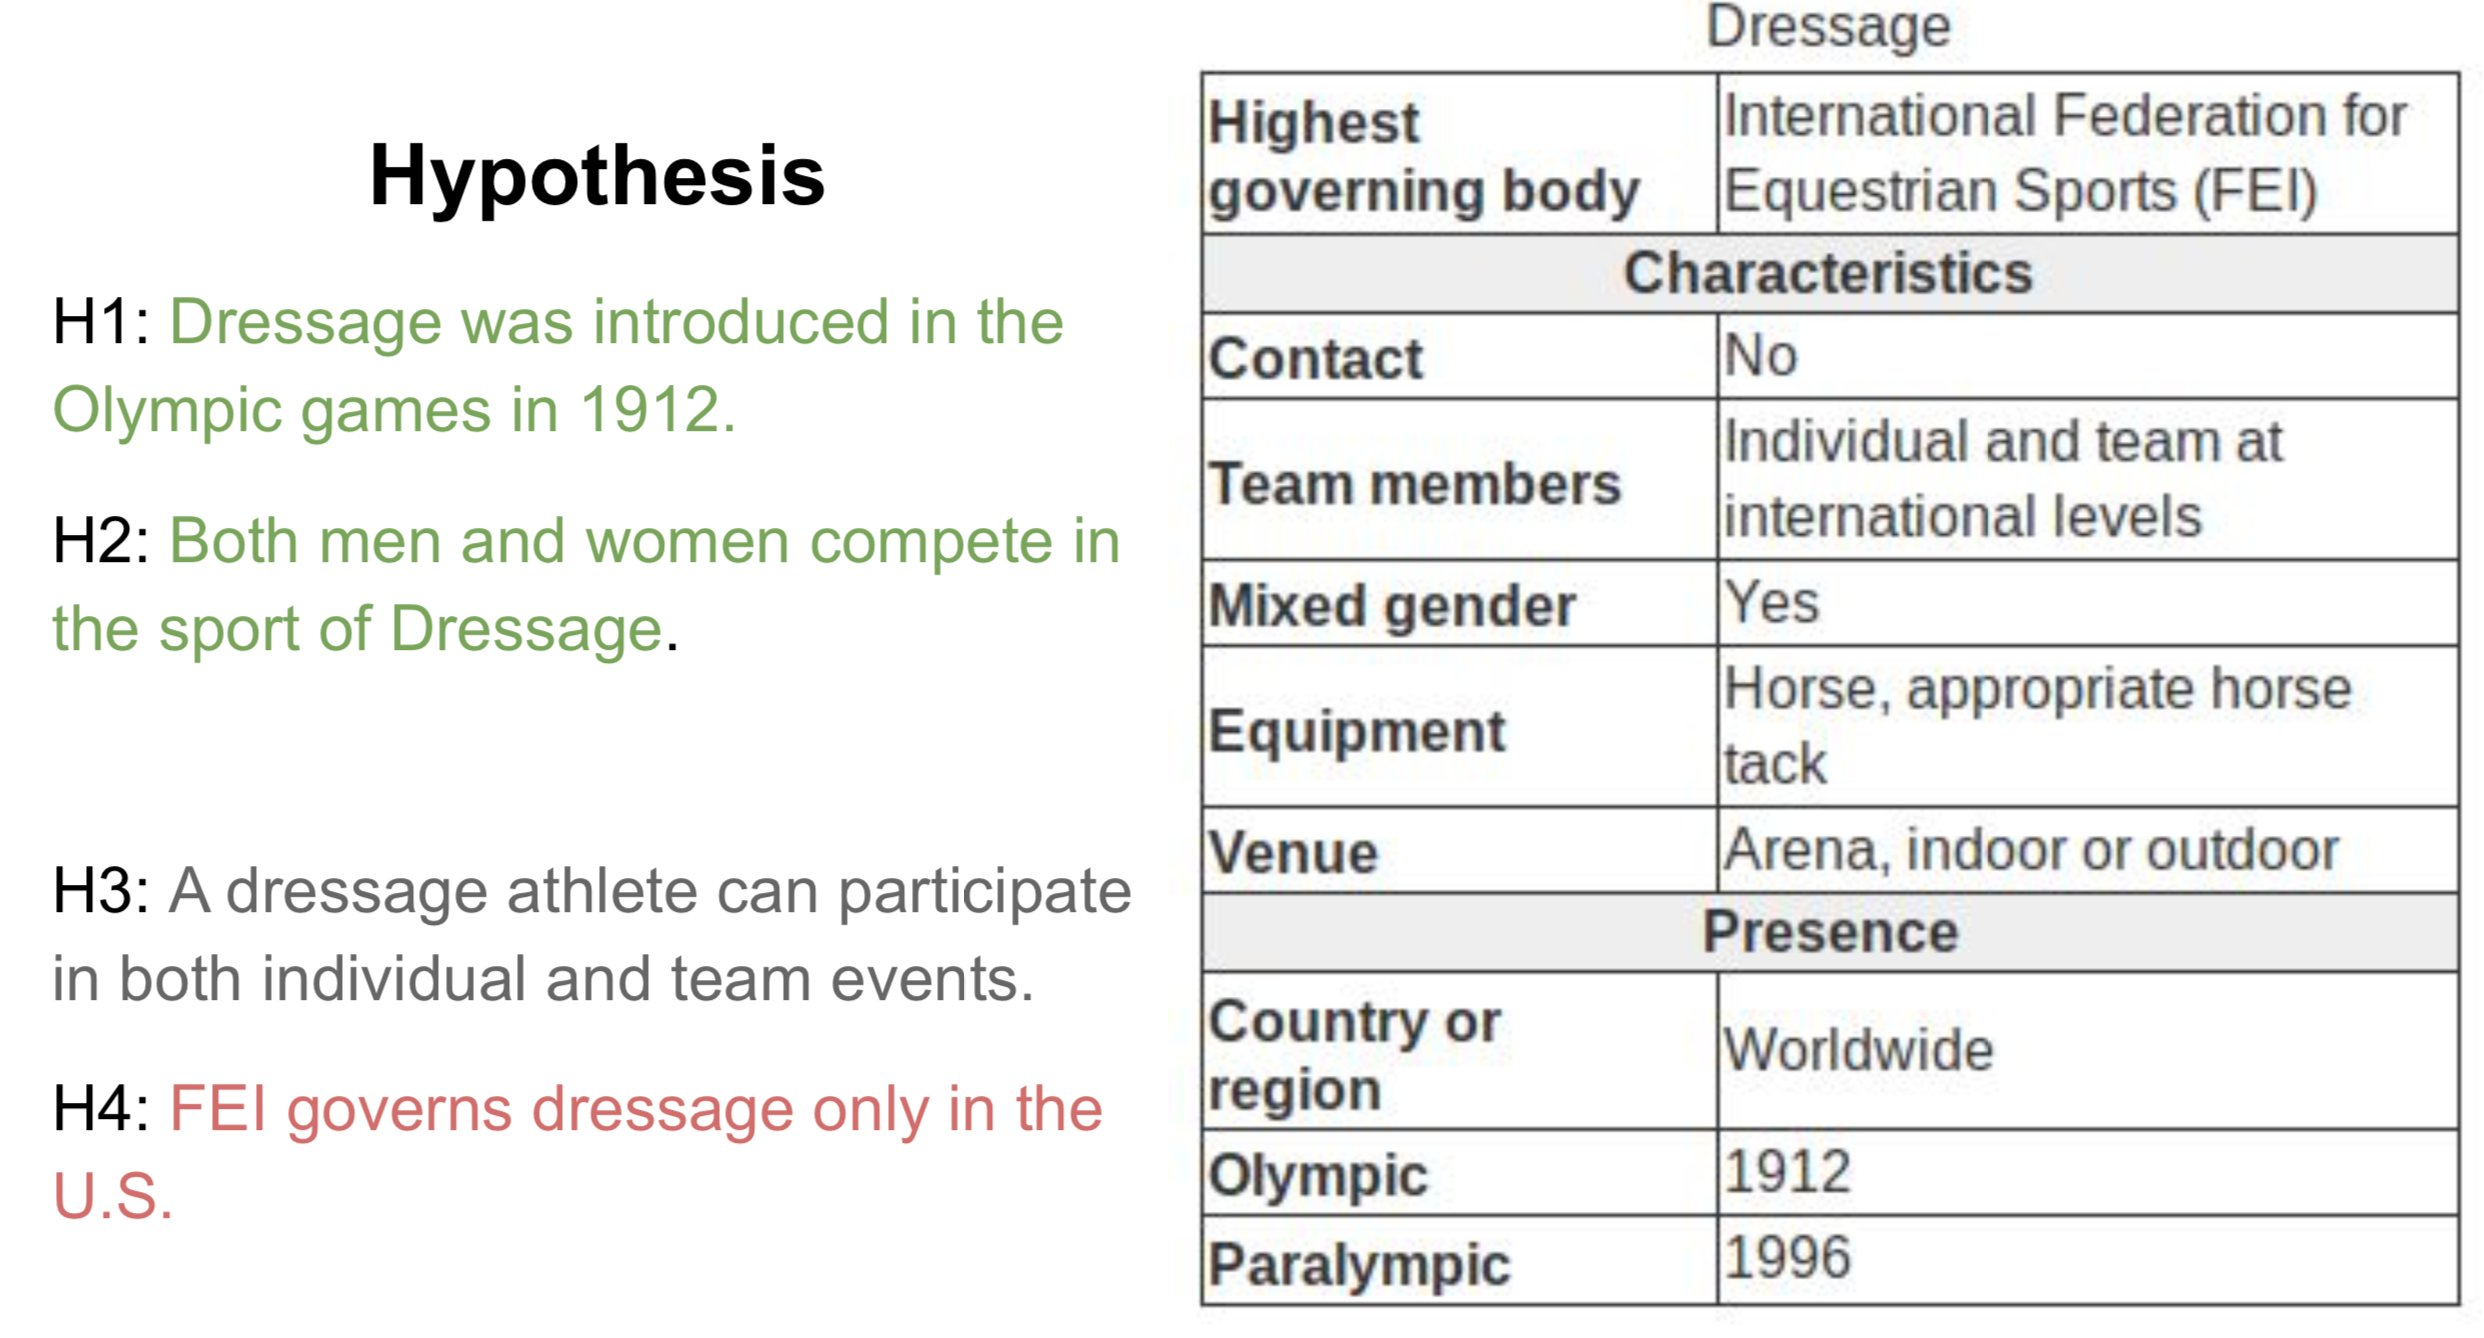 Hypothesis
H1: Dressage was introduced in the
Olympic games in 1912.
H2: Both men and women compete in
the sport of Dressage.
H3: A dressage athlete can participate
in both individual and team events.
H4: FEI governs dressage only in the
U.S.
Dressage
Highest
governing body
International Federation for
Equestrian Sports (FEI)
Characteristics
Contact
No
Team members
Individual and team at
international levels
Mixed gender
Yes
Equipment
Horse, appropriate horse
tack
Venue
Arena, indoor or outdoor
Presence
Country or
region
Worldwide
Olympic
1912
Paralympic
1996